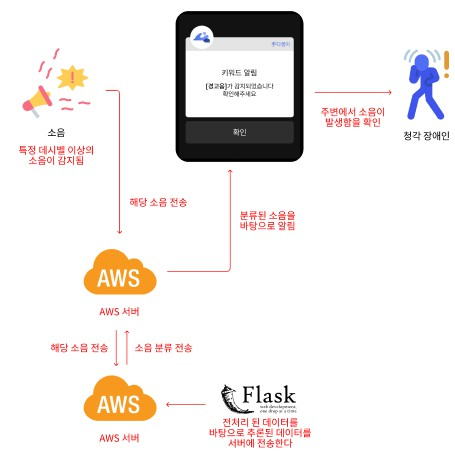 키워드 알림
[경고음]가 감지되었습니다
확인해주세요
확인
소음
특정 데시벨 이상의
소음이 감지됨
주변에서 소음이
발생함을 확인
청각 장애인
해당 소음 전송
분류된 소음을
바탕으로 알림
AWS
AWS 서버
해당 소음 전송
소음 분류 전송
AWS
AWS 서버
Flask
web development,
one drop at a time
전처리 된 데이터를
바탕으로 추론된 데이터를
서버에 전송한다